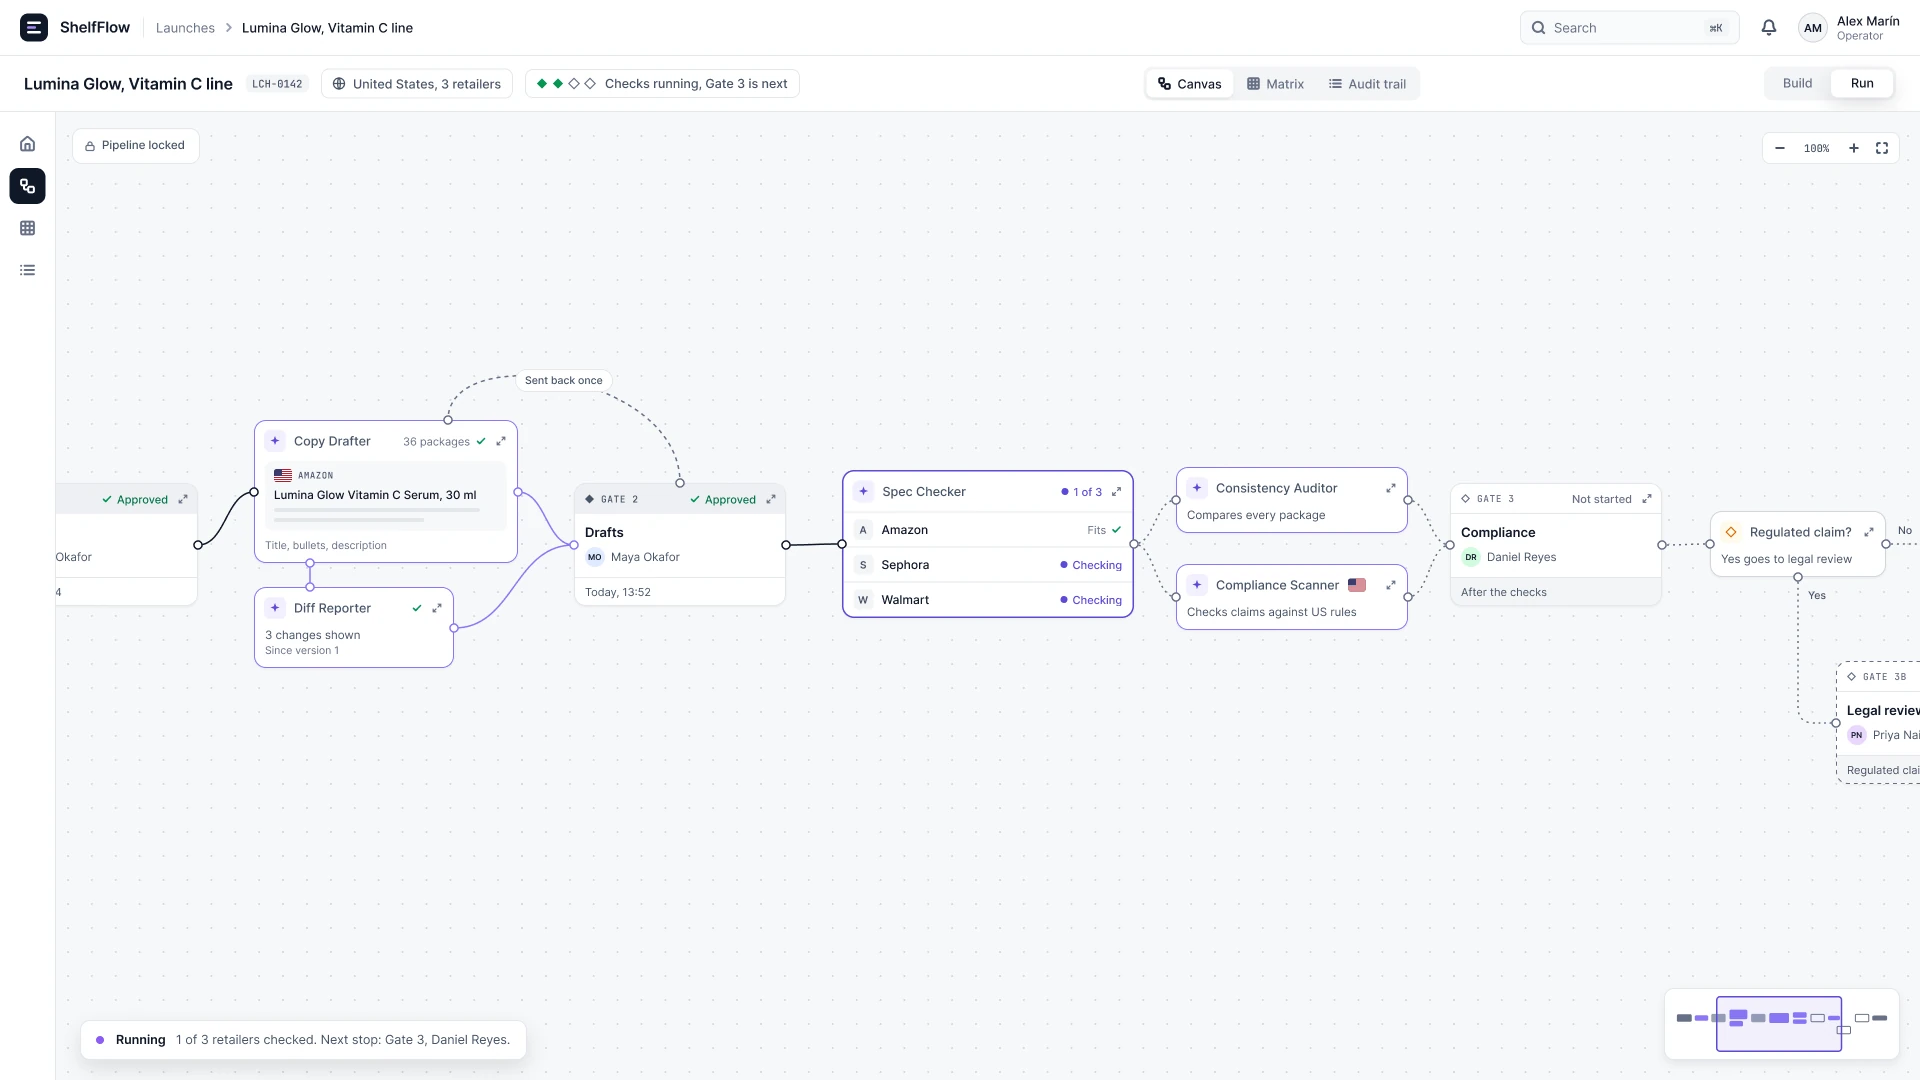 ShelfFlow
Launches
Lumina Glow, Vitamin C line
Search
⌘K
AM
Alex Marín
Operator
Lumina Glow, Vitamin C line
LCH-0142
United States, 3 retailers
Checks running, Gate 3 is next
Canvas
Matrix
Audit trail
Build
Run
Pipeline locked
100%
Sent back once
Approved
Okafor
4
Copy Drafter
36 packages
AMAZON
Lumina Glow Vitamin C Serum, 30 ml
Title, bullets, description
Diff Reporter
3 changes shown
Since version 1
GATE 2
Approved
Drafts
MO
Maya Okafor
Today, 13:52
Spec Checker
1 of 3
A
Amazon
Fits
S
Sephora
Checking
W
Walmart
Checking
Consistency Auditor
Compares every package
Compliance Scanner
Checks claims against US rules
GATE 3
Not started
Compliance
DR
Daniel Reyes
After the checks
Regulated claim?
Yes goes to legal review
No
Yes
GATE 3B
Legal review
PN
Priya Nai
Regulated clai
Running
1 of 3 retailers checked. Next stop: Gate 3, Daniel Reyes.